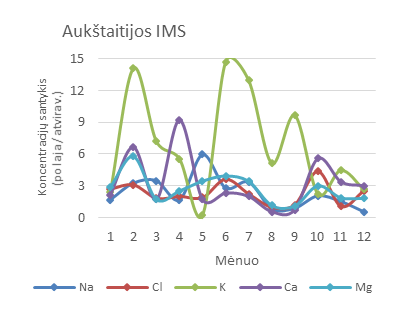 Aukštaitijos IMS
Koncentracijų santykis
(po laja/ atvirav.)
15
12
9
6
3
0
1 2 3 4 5 6 7 8 9 10 11 12
Mėnuo
Na Cl K Ca Mg